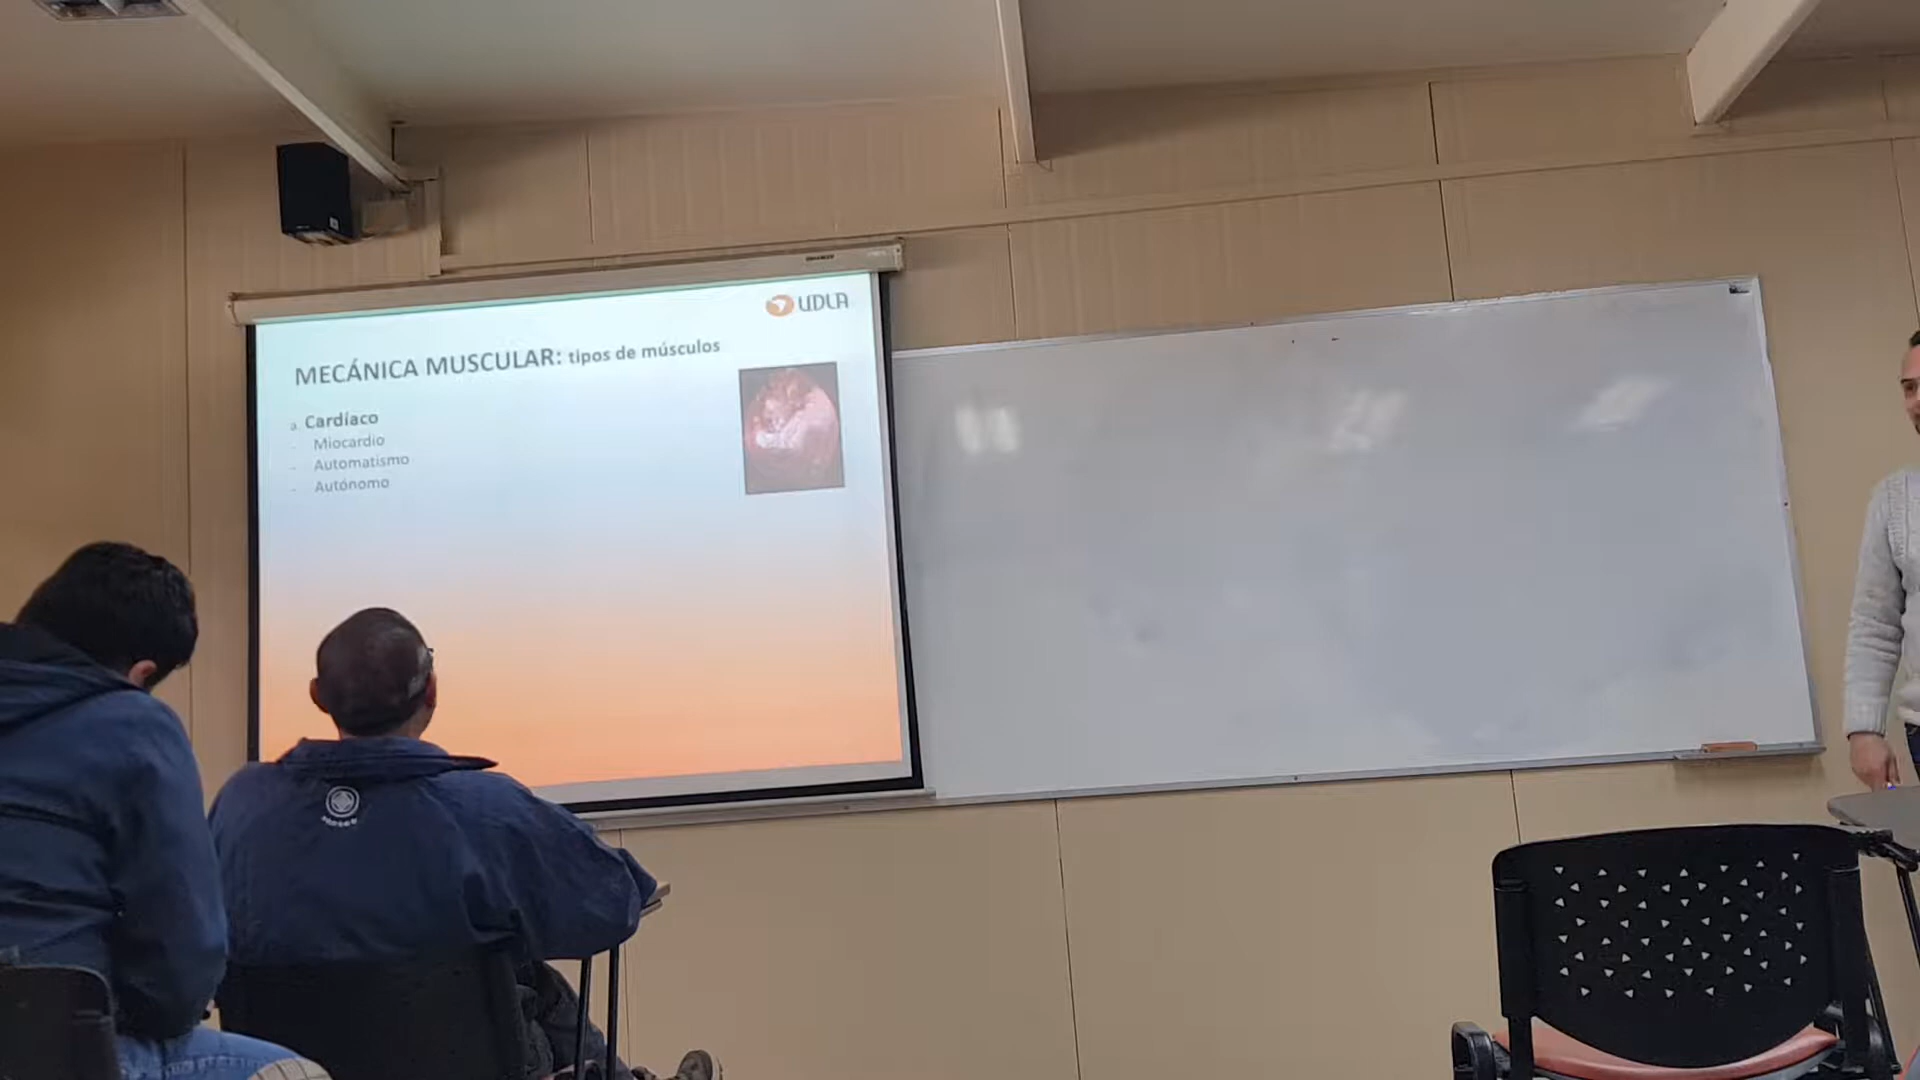 UDLA
MECÁNICA MUSCULAR: tipos de músculos
a. Cardíaco
- Miocardio
- Automatismo
- Autónomo